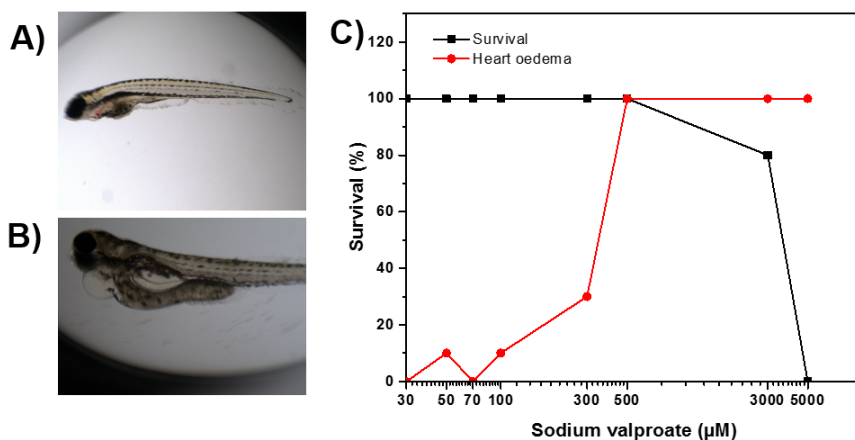 A)
B)
C)
Survival
Heart oedema
Survival (%)
120
100
80
60
40
20
0
30 50 70 100 300 500 3000 5000
Sodium valproate (µM)